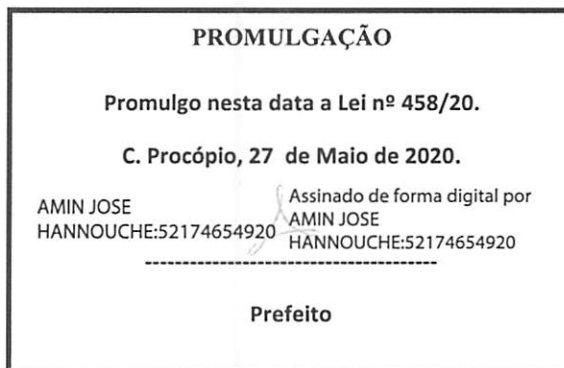 PROMULGAÇÃO
Promulgo nesta data a Lei nº 458/20.
C. Procópio, 27 de Maio de 2020.
AMIN JOSE
HANNOUCHE:52174654920
Assinado de forma digital por
AMIN JOSE
HANNOUCHE:52174654920
---------------------------------------
Prefeito